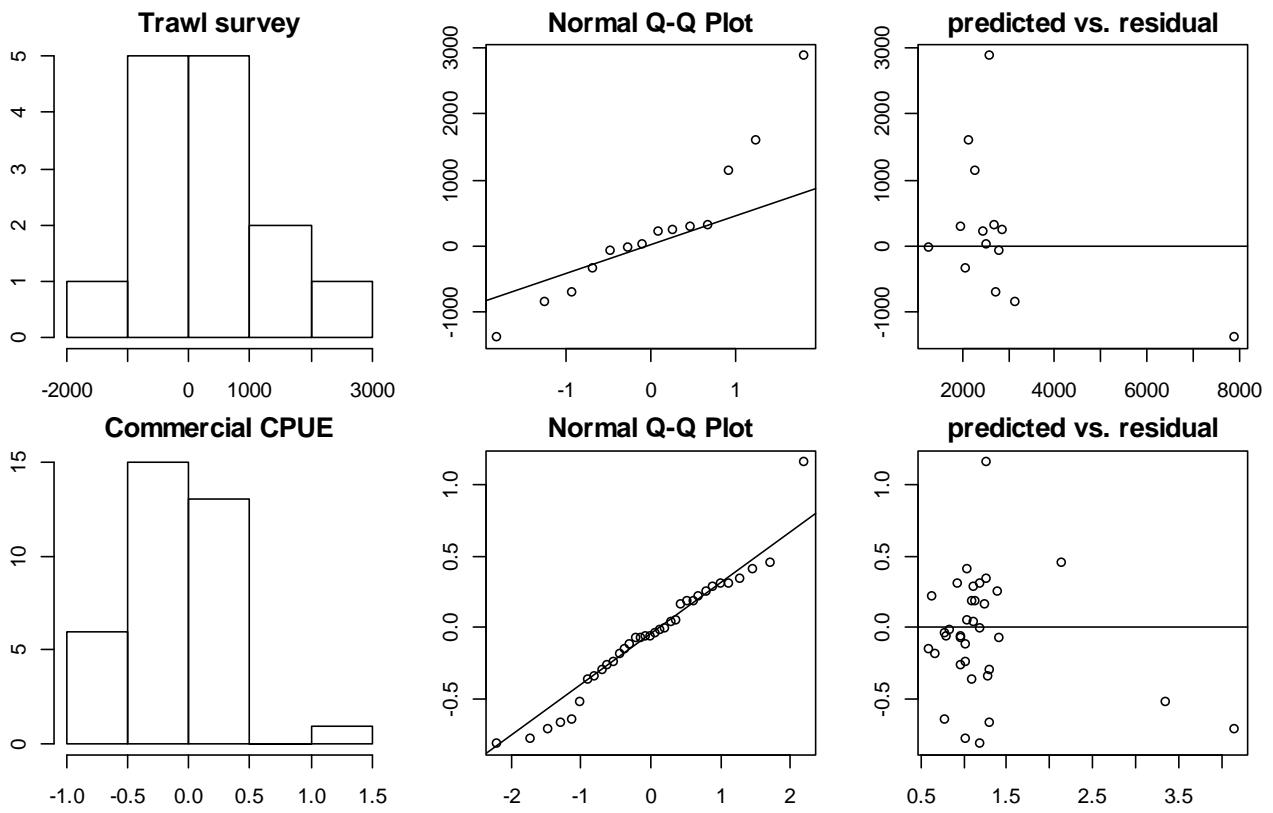 Trawl survey
Normal Q-Q Plot
predicted vs. residual
0 1 2 3 4 5
-2000 0 1000 3000
-1000 0 1000 2000 3000
-1 0 1
-1000 0 1000 2000 3000
2000 4000 6000 8000
Commercial CPUE
Normal Q-Q Plot
predicted vs. residual
0 5 10 15
-1.0 -0.5 0.0 0.5 1.0 1.5
-0.5 0.0 0.5 1.0
-2 -1 0 1 2
-0.5 0.0 0.5 1.0
0.5 1.5 2.5 3.5